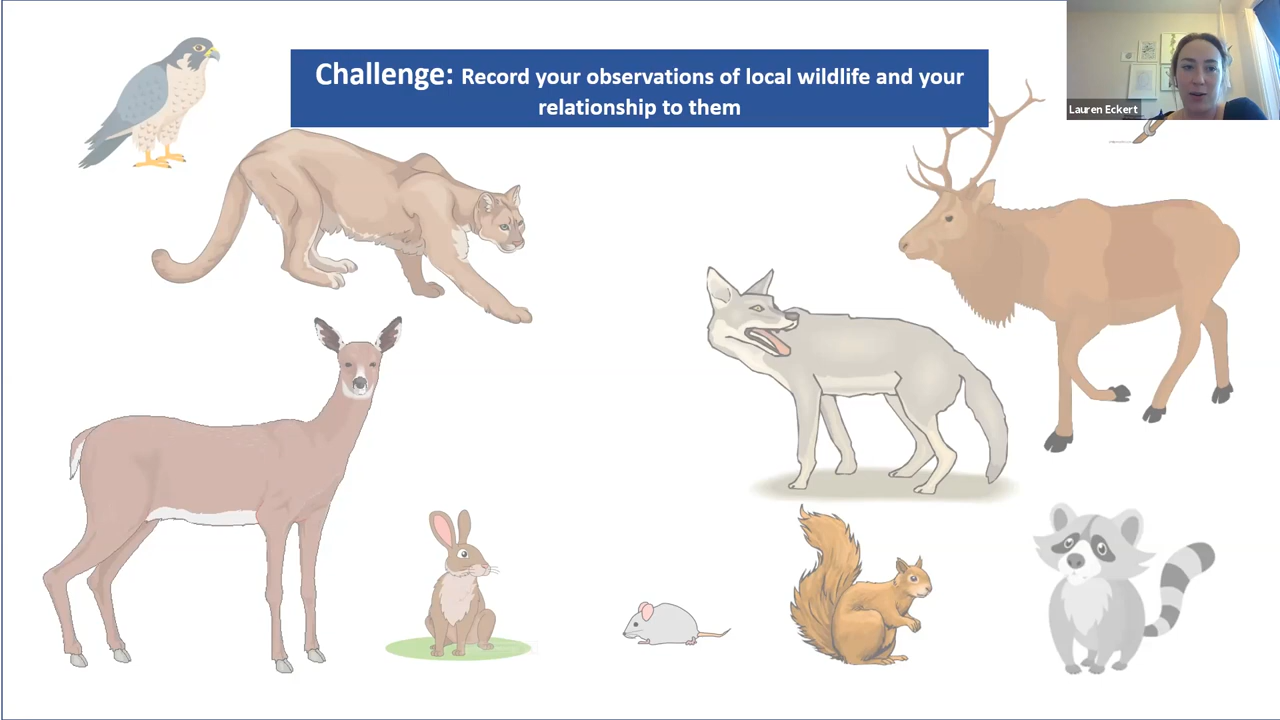 Challenge: Record your observations of local wildlife and your
relationship to them
Lauren Eckert